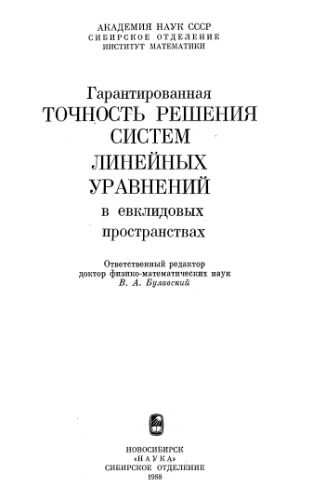 АКАДЕМИЯ НАУК СССР
СИБИРСКОЕ ОТДЕЛЕНИЕ
ИНСТИТУТ МАТЕМАТИКИ
Гарантированная
ТОЧНОСТЬ РЕШЕНИЯ
СИСТЕМ
ЛИНЕЙНЫХ
УРАВНЕНИЙ
в евклидовых
пространствах
Ответственный редактор
доктор физико-математических наук
В. А. Булавский
НОВОСИБИРСК
«НАУКА»
СИБИРСКОЕ ОТДЕЛЕНИЕ
1988